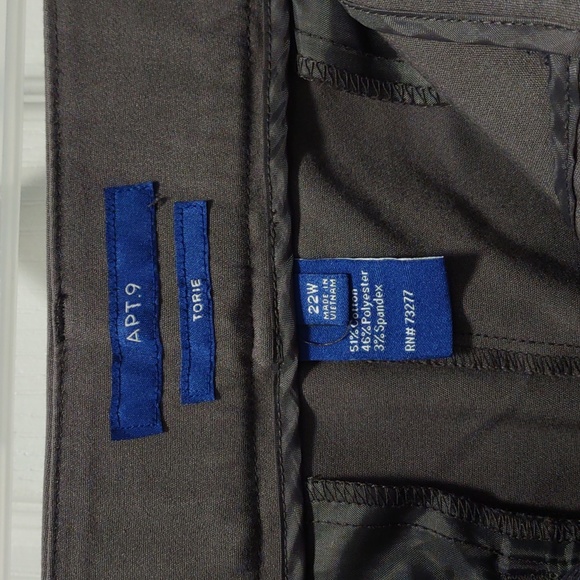 APT.9
TORIE
22W
MADE IN
VIETNAM
51% Cotton
46% Polyester
3% Spandex
RN# 73277